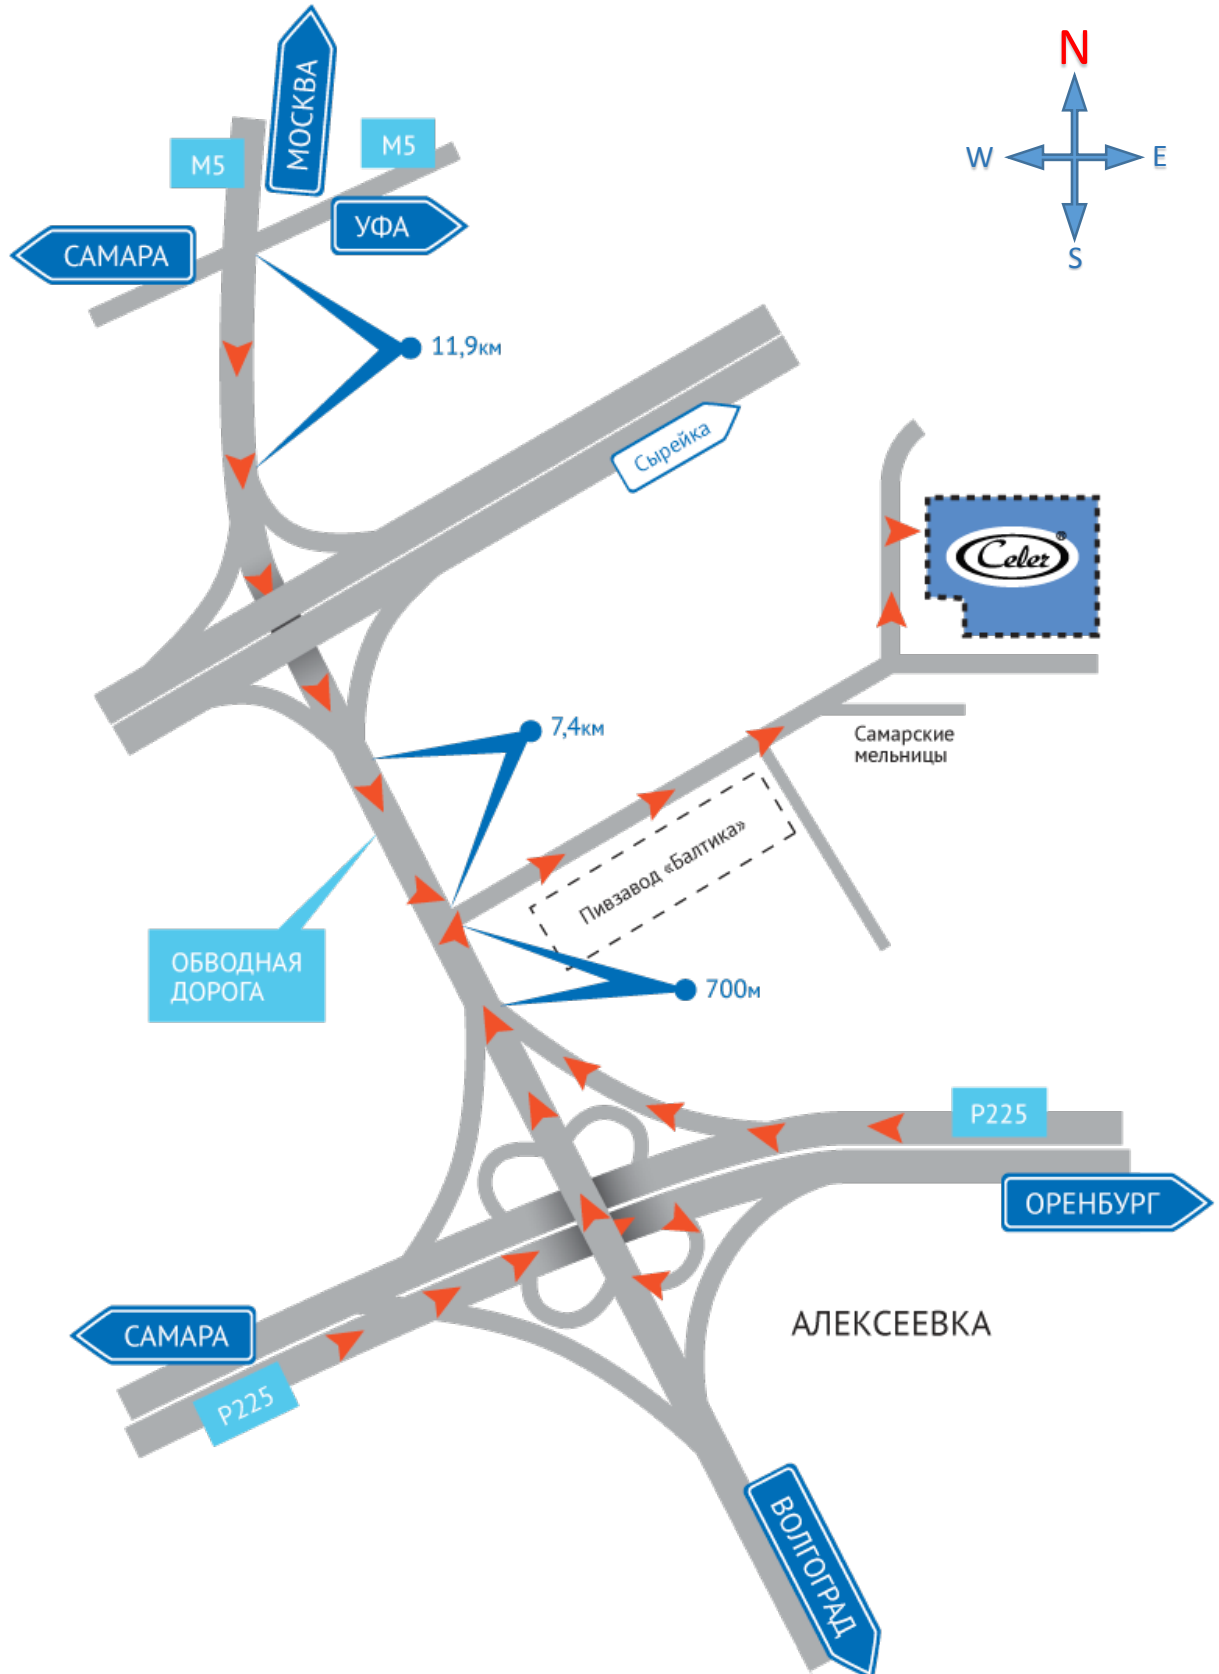 N
МОСКВА
М5
М5
W
E
УФА
САМАРА
S
11,9км
Сырейка
Celer®
7,4км
Самарские
мельницы
Пивзавод «Балтика»
ОБВОДНАЯ
ДОРОГА
700м
Р225
ОРЕНБУРГ
АЛЕКСЕЕВКА
САМАРА
Р225
ВОЛГОГРАД